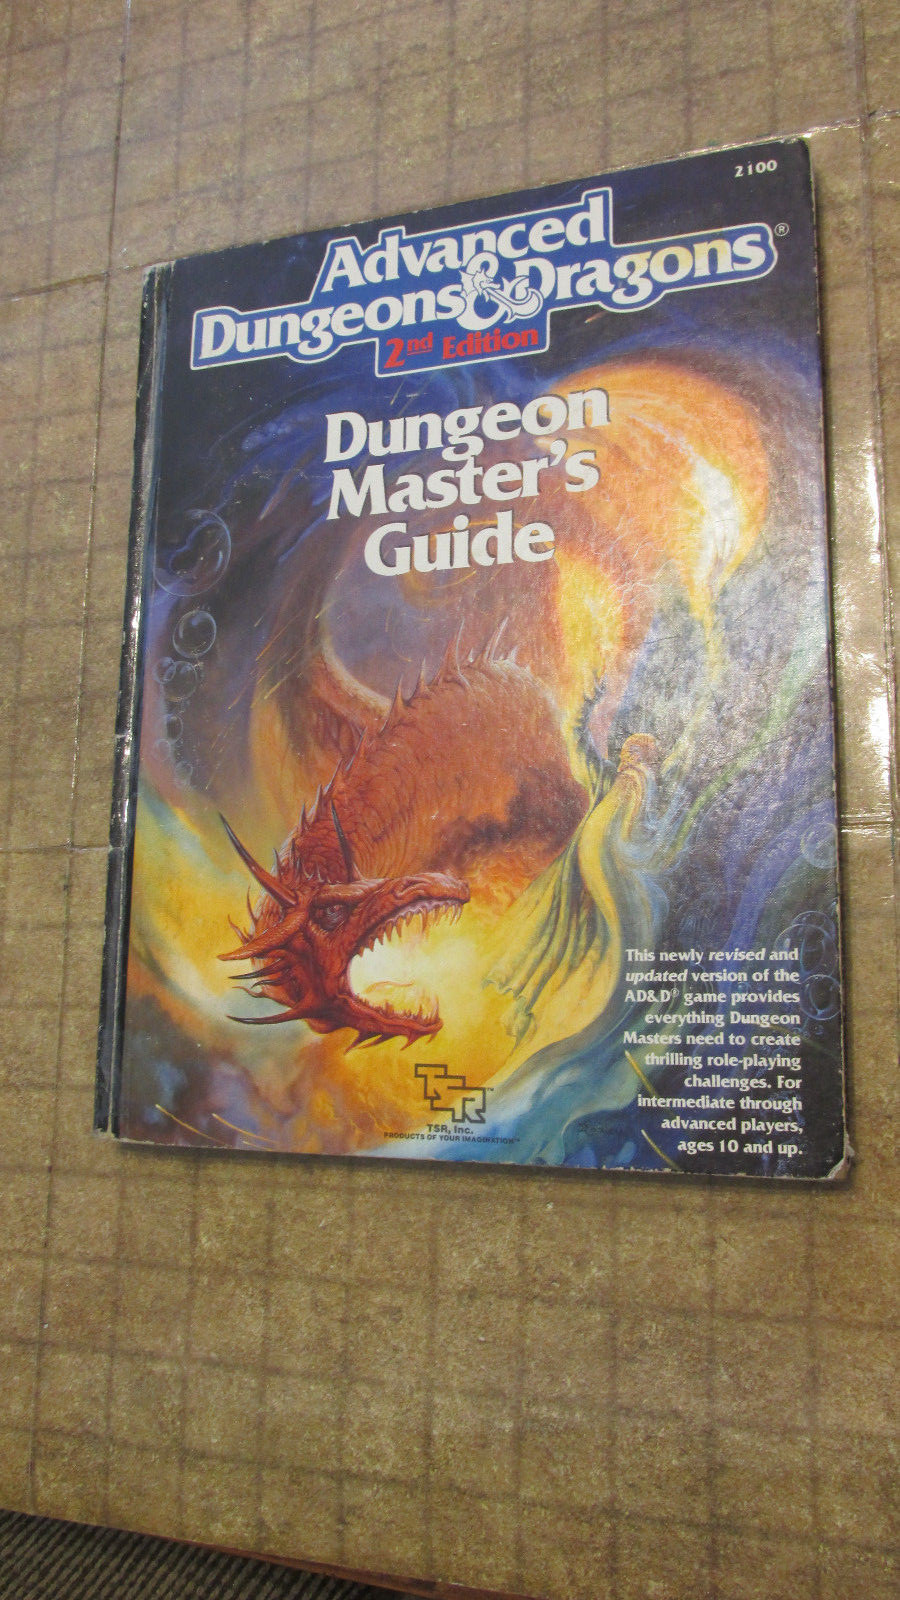 2100
Advanced
Dungeons & Dragons®
2nd Edition
Dungeon
Master's
Guide
This newly revised and
updated version of the
AD&D® game provides
everything Dungeon
Masters need to create
thrilling role-playing
challenges. For
intermediate through
advanced players,
ages 10 and up.
TSR™
TSR, Inc.
PRODUCTS OF YOUR IMAGINATION™